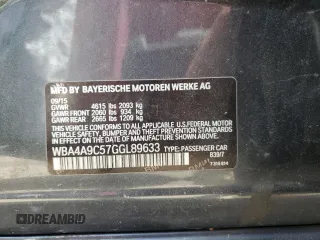 MFD BY BAYERISCHE MOTOREN WERKE AG
09/15
GVWR 4615 lbs 2093 kg
GAWR FRONT 2060 lbs 934 kg
GAWR REAR 2665 lbs 1209 kg
THIS VEHICLE CONFORMS TO ALL APPLICABLE U.S. FEDERAL MOTOR
VEHICLE SAFETY, BUMPER, AND THEFT PREVENTION STANDARDS
IN EFFECT ON THE DATE OF MANUFACTURE SHOWN ABOVE.
WBA4A9C57GGL89633 TYPE: PASSENGER CAR
DREAMBID